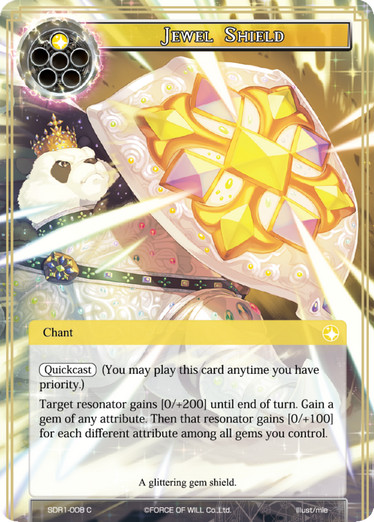 Jewel Shield
Chant
Quickcast (You may play this card anytime you have
priority.)
Target resonator gains [0/+200] until end of turn. Gain a
gem of any attribute. Then that resonator gains [0/+100]
for each different attribute among all gems you control.
A glittering gem shield.
SDR1-008 C ©FORCE OF WILL Co.,Ltd. Illust/mle